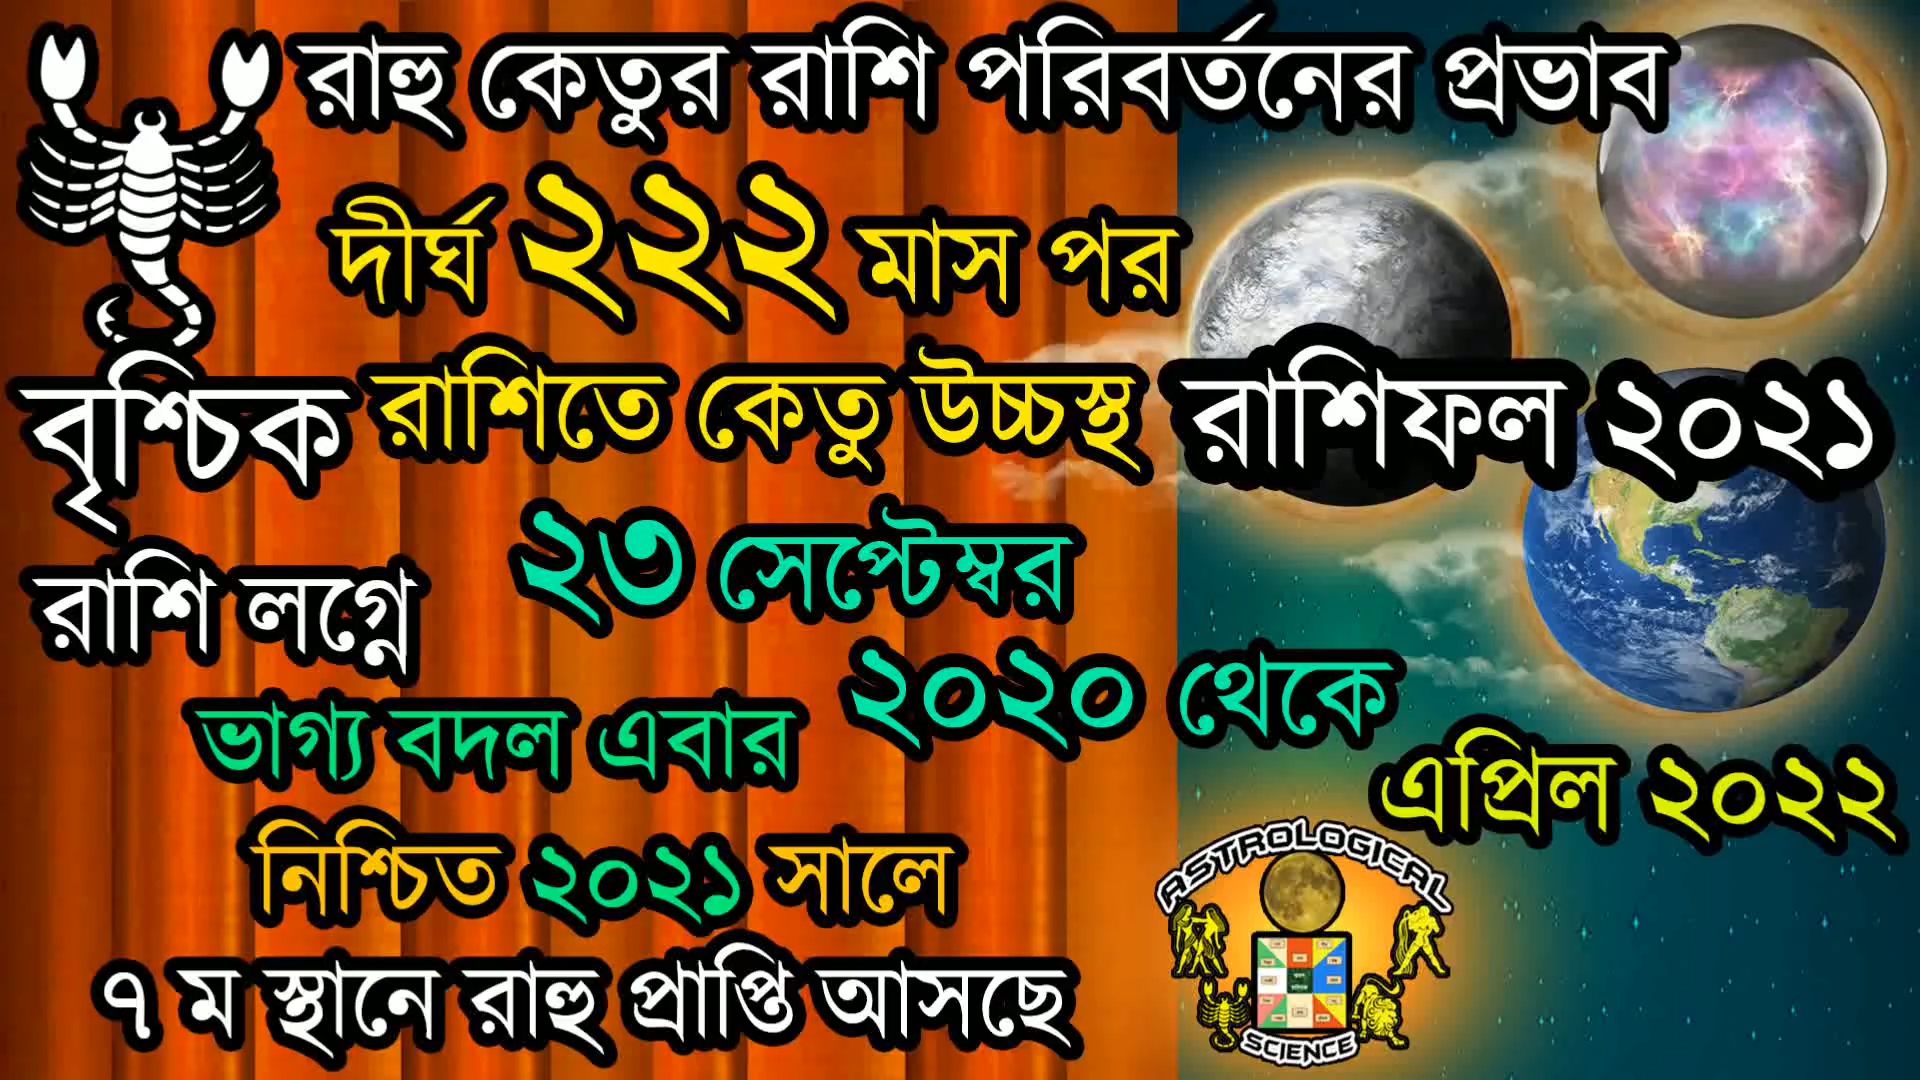 রাহু কেতুর রাশি পরিবর্তনের প্রভাব
দীর্ঘ ২২২ মাস পর
বৃশ্চিক রাশিতে কেতু উচ্চস্থ রাশিফল ২০২১
রাশি লগ্নে ২৩ সেপ্টেম্বর
২০২০ থেকে
ভাগ্য বদল এবার
এপ্রিল ২০২২
নিশ্চিত ২০২১ সালে
৭ ম স্থানে রাহু প্রাপ্তি আসছে
ASTROLOGICAL
SCIENCE